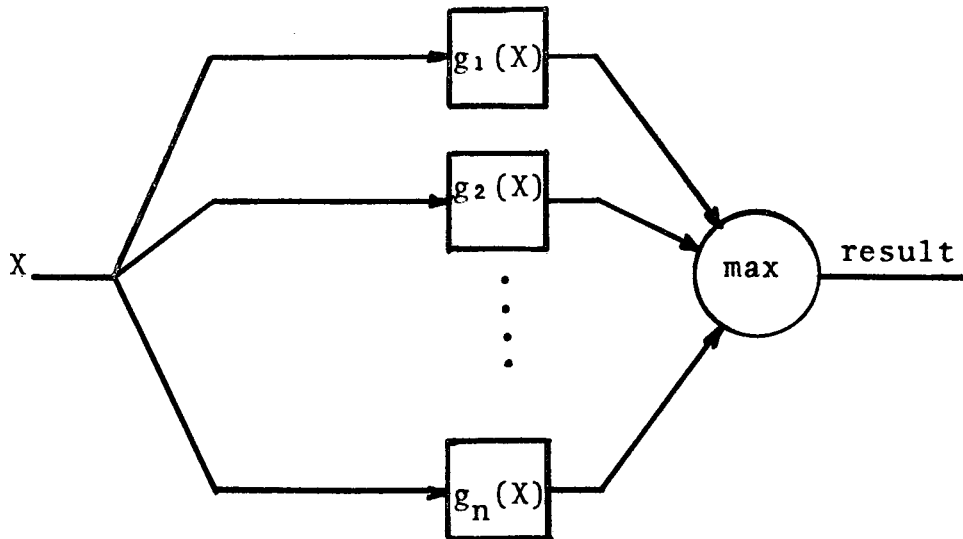 g₁(X)
g₂(X)
X
max
result
gₙ(X)